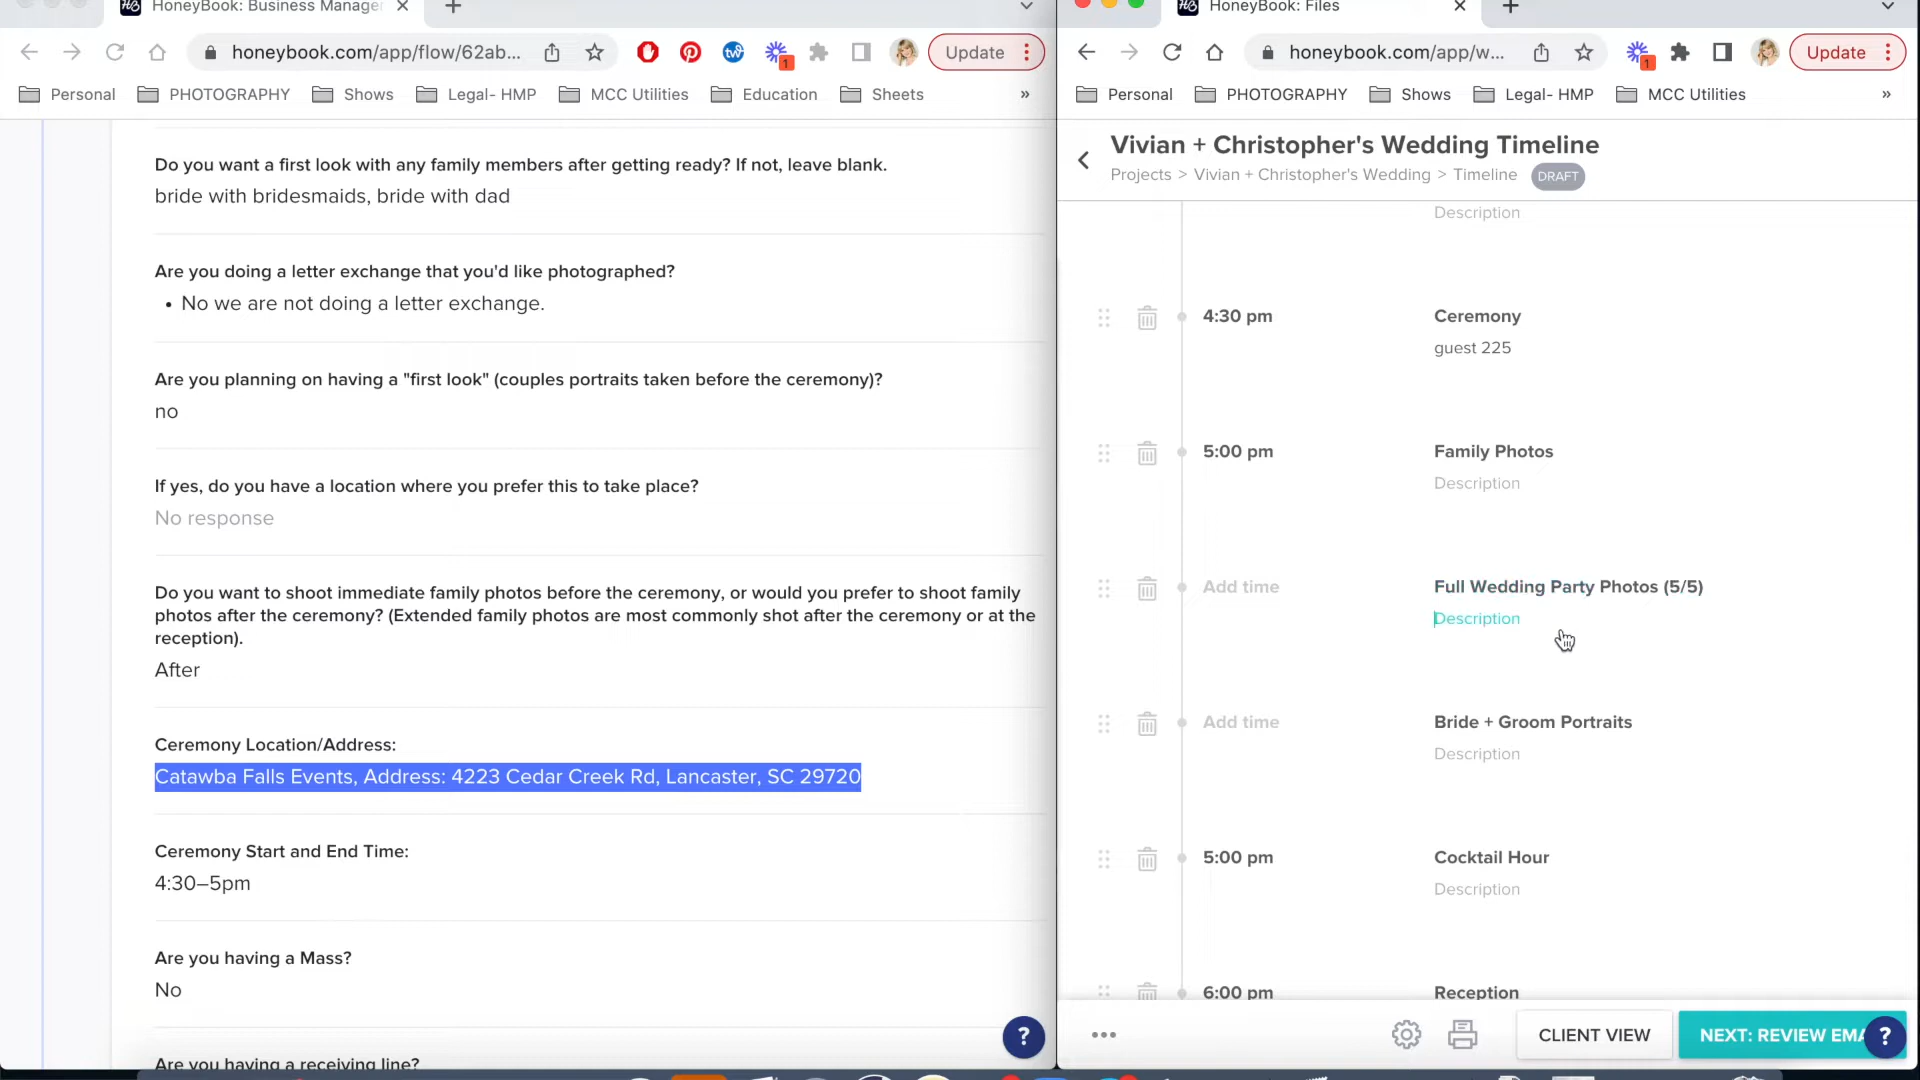 HoneyBook: Business Manager
honeybook.com/app/flow/62ab...
1
Update
Personal
PHOTOGRAPHY
Shows
Legal- HMP
MCC Utilities
Education
Sheets
»
Do you want a first look with any family members after getting ready? If not, leave blank.
bride with bridesmaids, bride with dad
Are you doing a letter exchange that you'd like photographed?
• No we are not doing a letter exchange.
Are you planning on having a "first look" (couples portraits taken before the ceremony)?
no
If yes, do you have a location where you prefer this to take place?
No response
Do you want to shoot immediate family photos before the ceremony, or would you prefer to shoot family
photos after the ceremony? (Extended family photos are most commonly shot after the ceremony or at the
reception).
After
Ceremony Location/Address:
Catawba Falls Events, Address: 4223 Cedar Creek Rd, Lancaster, SC 29720
Ceremony Start and End Time:
4:30–5pm
Are you having a Mass?
No
Are you having a receiving line?
?
HoneyBook: Files
honeybook.com/app/w...
1
Update
Personal
PHOTOGRAPHY
Shows
Legal- HMP
MCC Utilities
»
Vivian + Christopher's Wedding Timeline
Projects > Vivian + Christopher's Wedding > Timeline DRAFT
Description
4:30 pm
Ceremony
guest 225
5:00 pm
Family Photos
Description
Add time
Full Wedding Party Photos (5/5)
Description
Add time
Bride + Groom Portraits
Description
5:00 pm
Cocktail Hour
Description
6:00 pm
Reception
CLIENT VIEW
NEXT: REVIEW EMA
?